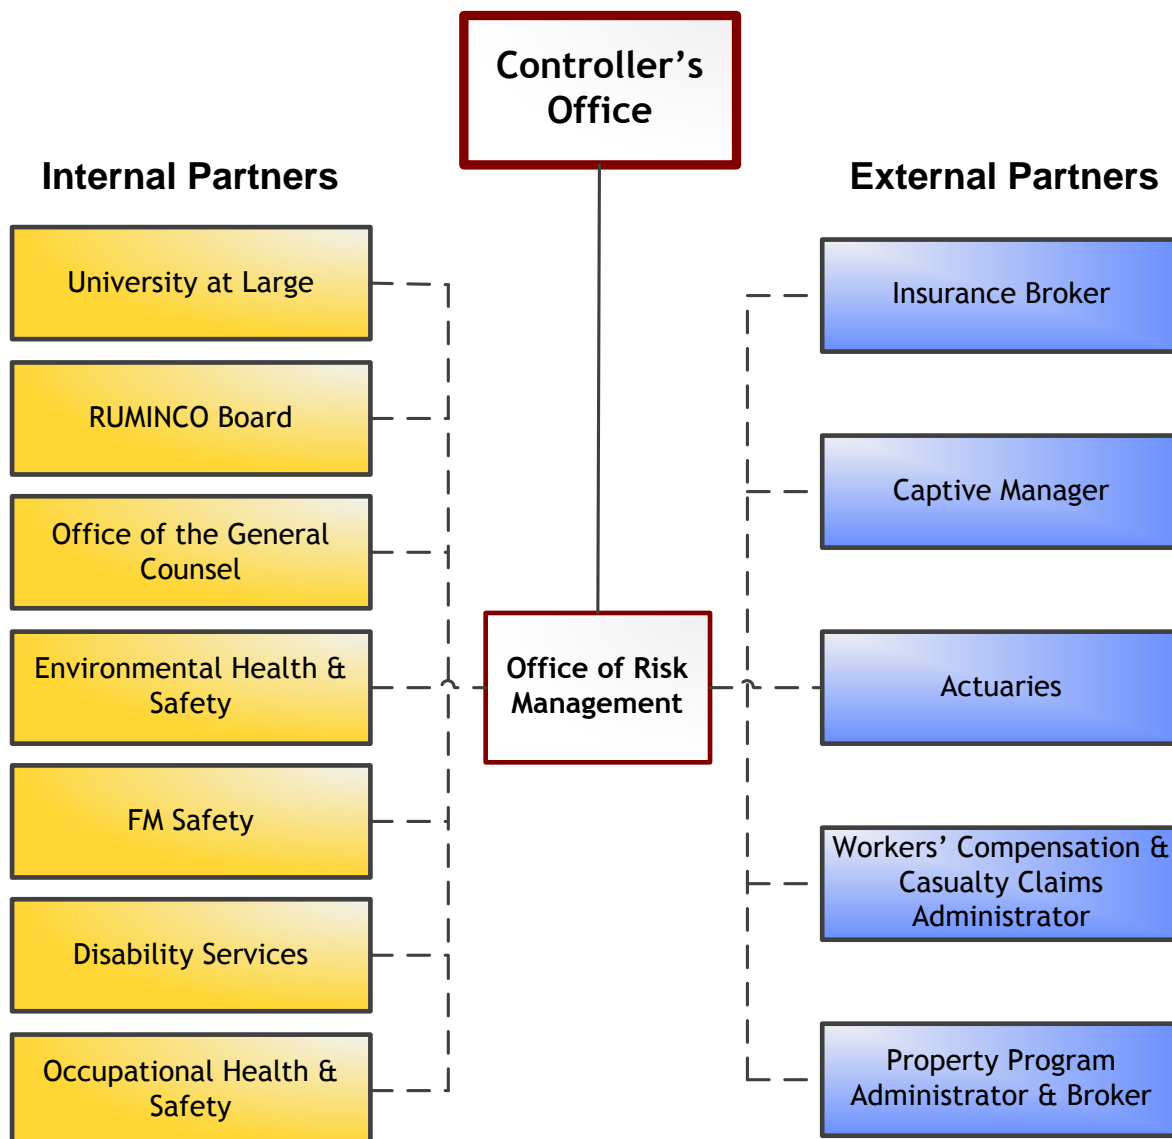 Controller’s
Office
Internal Partners
University at Large
RUMINCO Board
Office of the General
Counsel
Environmental Health &
Safety
FM Safety
Disability Services
Occupational Health &
Safety
Office of Risk
Management
External Partners
Insurance Broker
Captive Manager
Actuaries
Workers’ Compensation &
Casualty Claims
Administrator
Property Program
Administrator & Broker